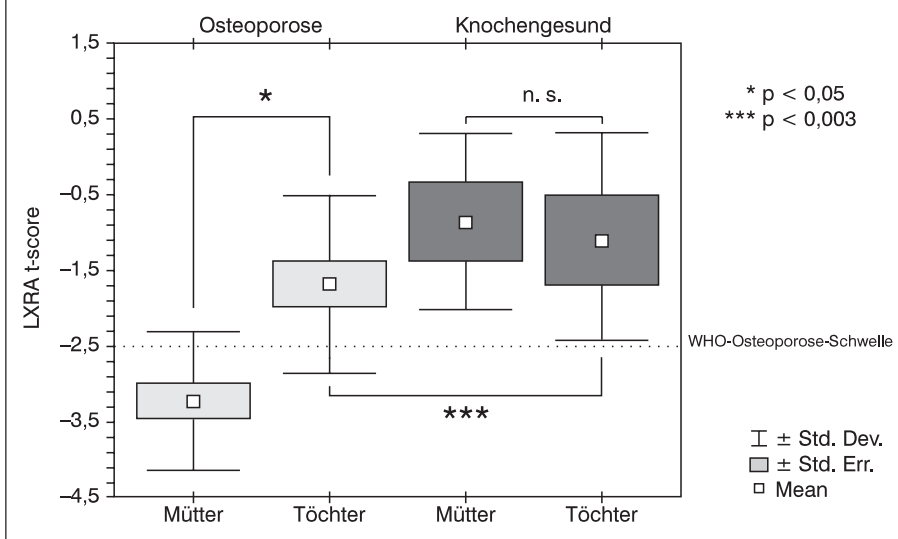 Osteoporose Knochengesund
1,5
0,5
–0,5
–1,5
–2,5
–3,5
–4,5
LXRA t-score
*
n. s.
***
* p < 0,05
*** p < 0,003
WHO-Osteoporose-Schwelle
± Std. Dev.
± Std. Err.
Mean
Mütter Töchter Mütter Töchter